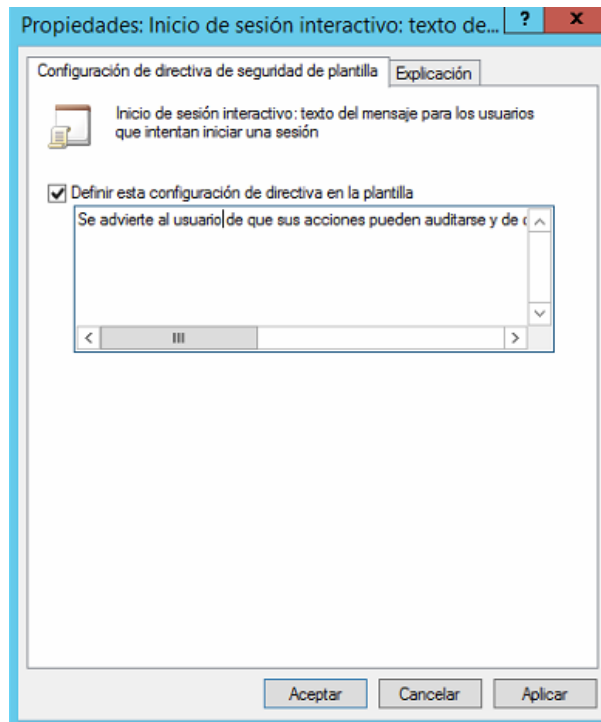 Propiedades: Inicio de sesión interactivo: texto de...
?
x
Configuración de directiva de seguridad de plantilla
Explicación
Inicio de sesión interactivo: texto del mensaje para los usuarios
que intentan iniciar una sesión
Definir esta configuración de directiva en la plantilla
Se advierte al usuario de que sus acciones pueden auditarse y de
Aceptar
Cancelar
Aplicar